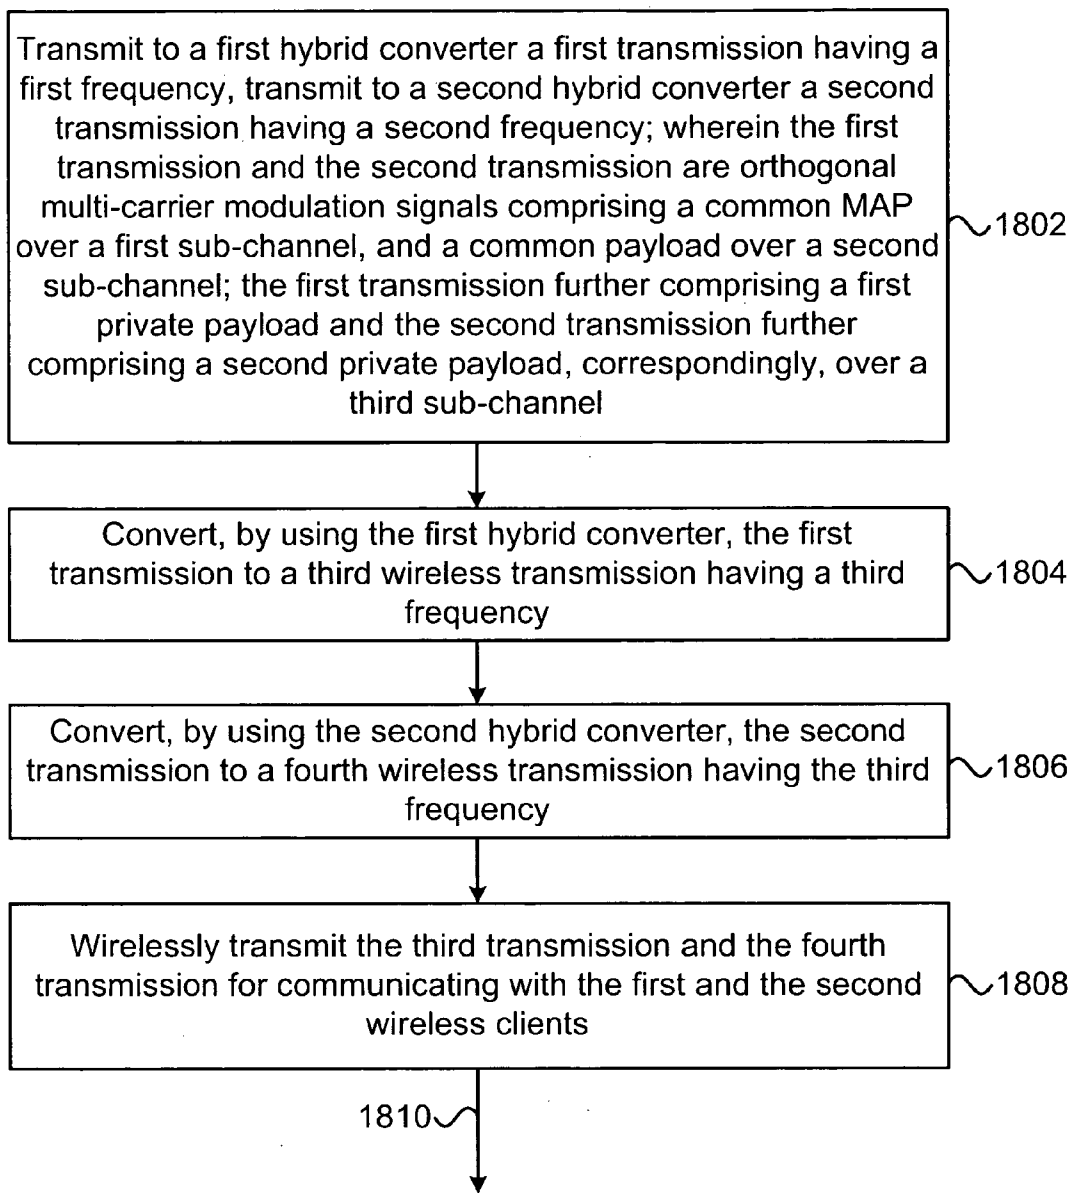 Transmit to a first hybrid converter a first transmission having a
first frequency, transmit to a second hybrid converter a second
transmission having a second frequency; wherein the first
transmission and the second transmission are orthogonal
multi-carrier modulation signals comprising a common MAP
over a first sub-channel, and a common payload over a second
sub-channel; the first transmission further comprising a first
private payload and the second transmission further
comprising a second private payload, correspondingly, over a
third sub-channel
1802
Convert, by using the first hybrid converter, the first
transmission to a third wireless transmission having a third
frequency
1804
Convert, by using the second hybrid converter, the second
transmission to a fourth wireless transmission having the third
frequency
1806
Wirelessly transmit the third transmission and the fourth
transmission for communicating with the first and the second
wireless clients
1808
1810